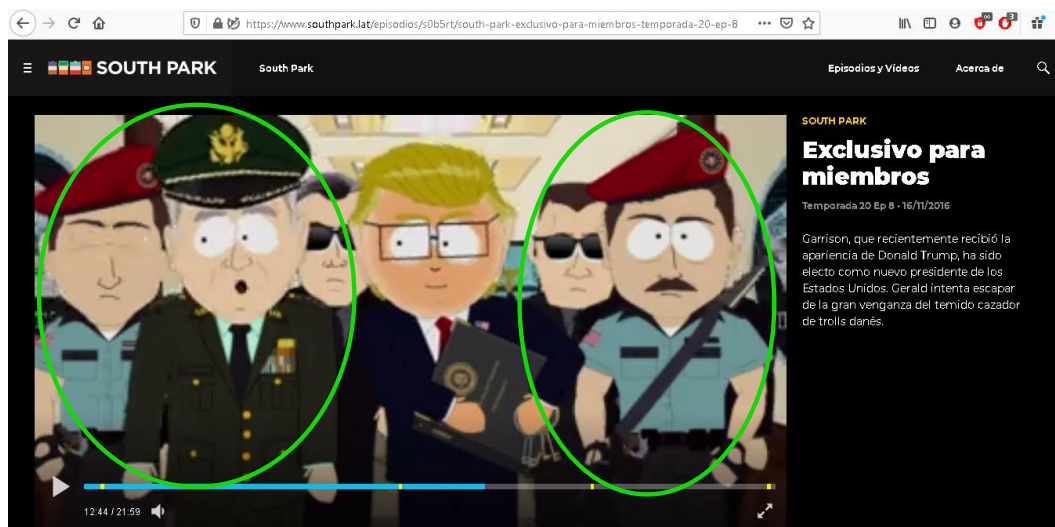 https://www.southpark.lat/episodios/s0b5rt/south-park-exclusivo-para-miembros-temporada-20-ep-8
∞
3
SOUTH PARK
South Park
Episodios y Vídeos
Acerca de
SOUTH PARK
Exclusivo para
miembros
Temporada 20 Ep 8 • 16/11/2016
Garrison, que recientemente recibió la
apariencia de Donald Trump, ha sido
electo como nuevo presidente de los
Estados Unidos. Gerald intenta escapar
de la gran venganza del temido cazador
de trolls danés.
12:44 / 21:59